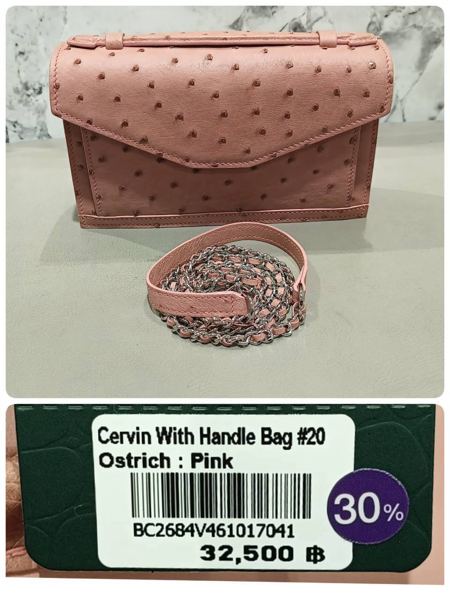 Cervin With Handle Bag #20
Ostrich : Pink
BC2684V461017041
32,500 ฿
30%